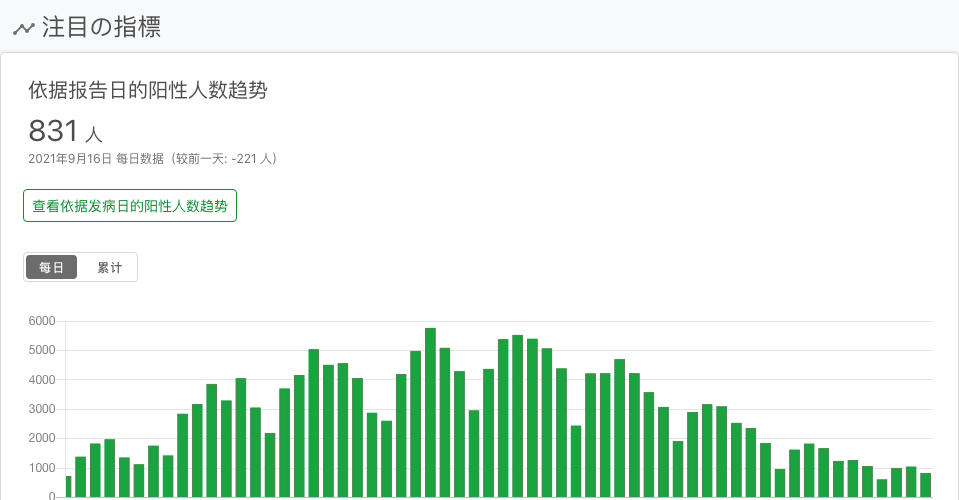 注目の指標
依据报告日的阳性人数趋势
831 人
2021年9月16日 每日数据（较前一天: -221 人）
查看依据发病日的阳性人数趋势
每日 累计
6000
5000
4000
3000
2000
1000
0